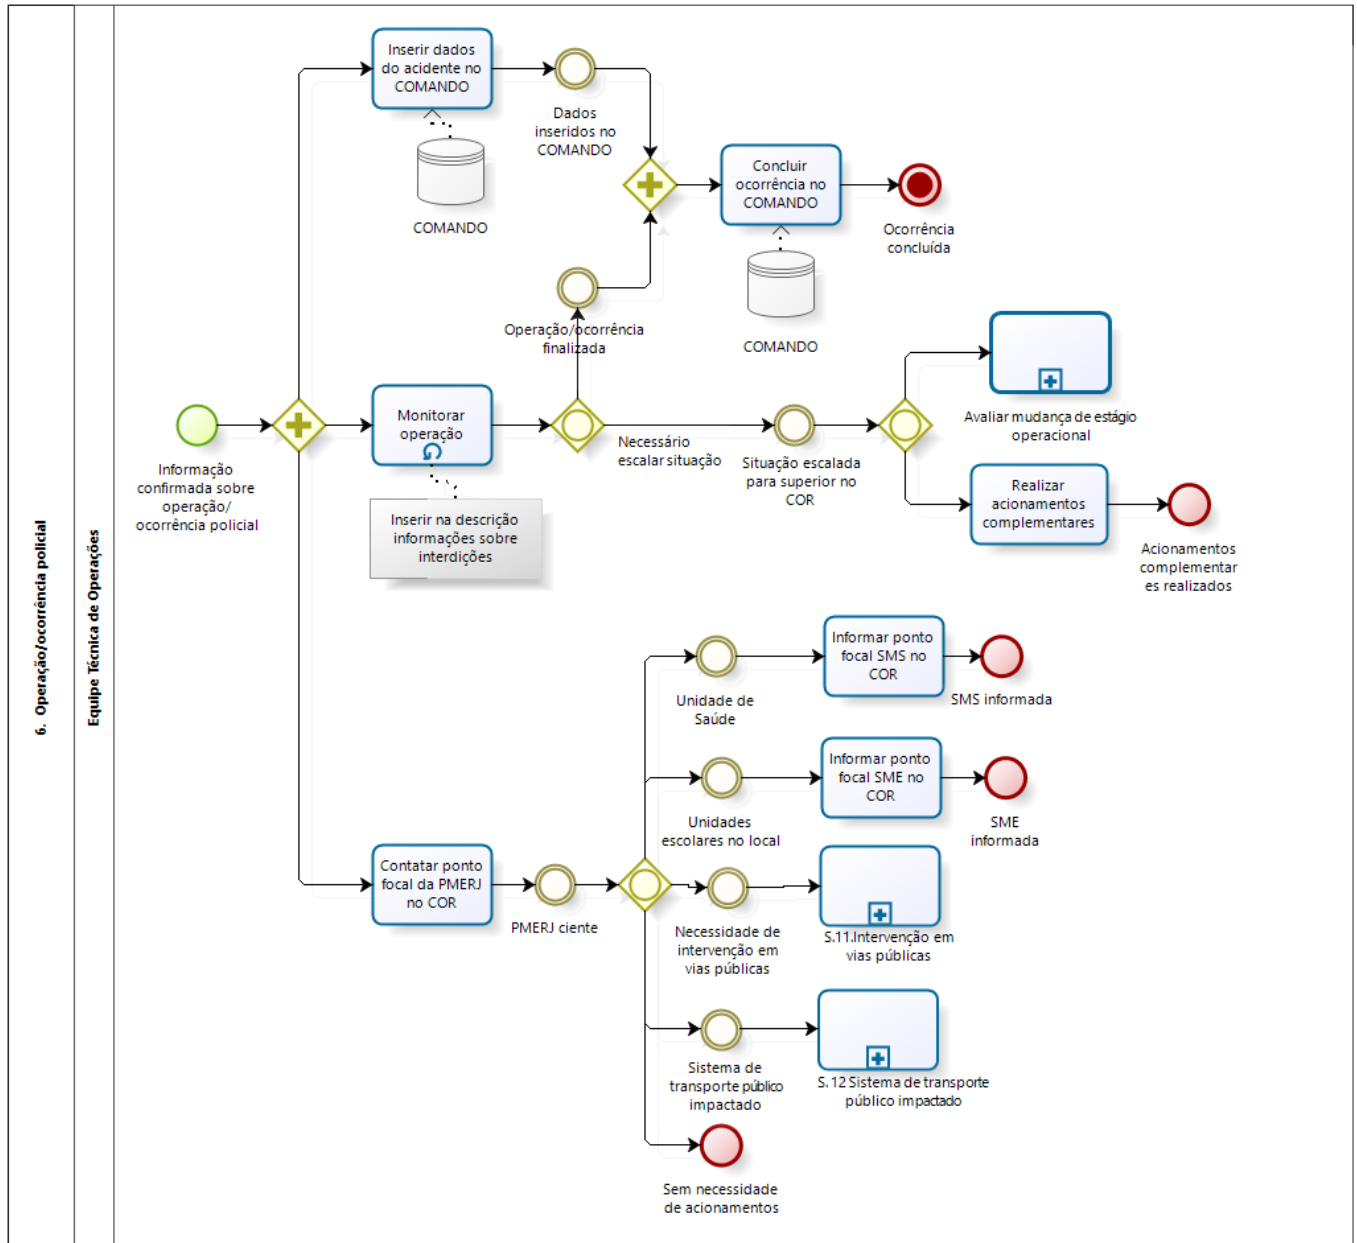 6. Operação/ocorrência policial
Equipe Técnica de Operações
Inserir dados
do acidente no
COMANDO
COMANDO
Dados
inseridos no
COMANDO
Concluir
ocorrência no
COMANDO
COMANDO
Ocorrência
concluída
Operação/ocorrência
finalizada
Informação
confirmada sobre
operação/
ocorrência policial
Monitorar
operação
Inserir na descrição
informações sobre
interdições
Necessário
escalar situação
Situação escalada
para superior no
COR
Avaliar mudança de estágio
operacional
Realizar
acionamentos
complementares
Acionamentos
complementar
es realizados
Contatar ponto
focal da PMERJ
no COR
PMERJ ciente
Unidade de
Saúde
Informar ponto
focal SMS no
COR
SMS informada
Unidades
escolares no local
Informar ponto
focal SME no
COR
SME
informada
Necessidade de
intervenção em
vias públicas
S.11.Intervenção em
vias públicas
Sistema de
transporte público
impactado
S.12 Sistema de transporte
público impactado
Sem necessidade
de acionamentos